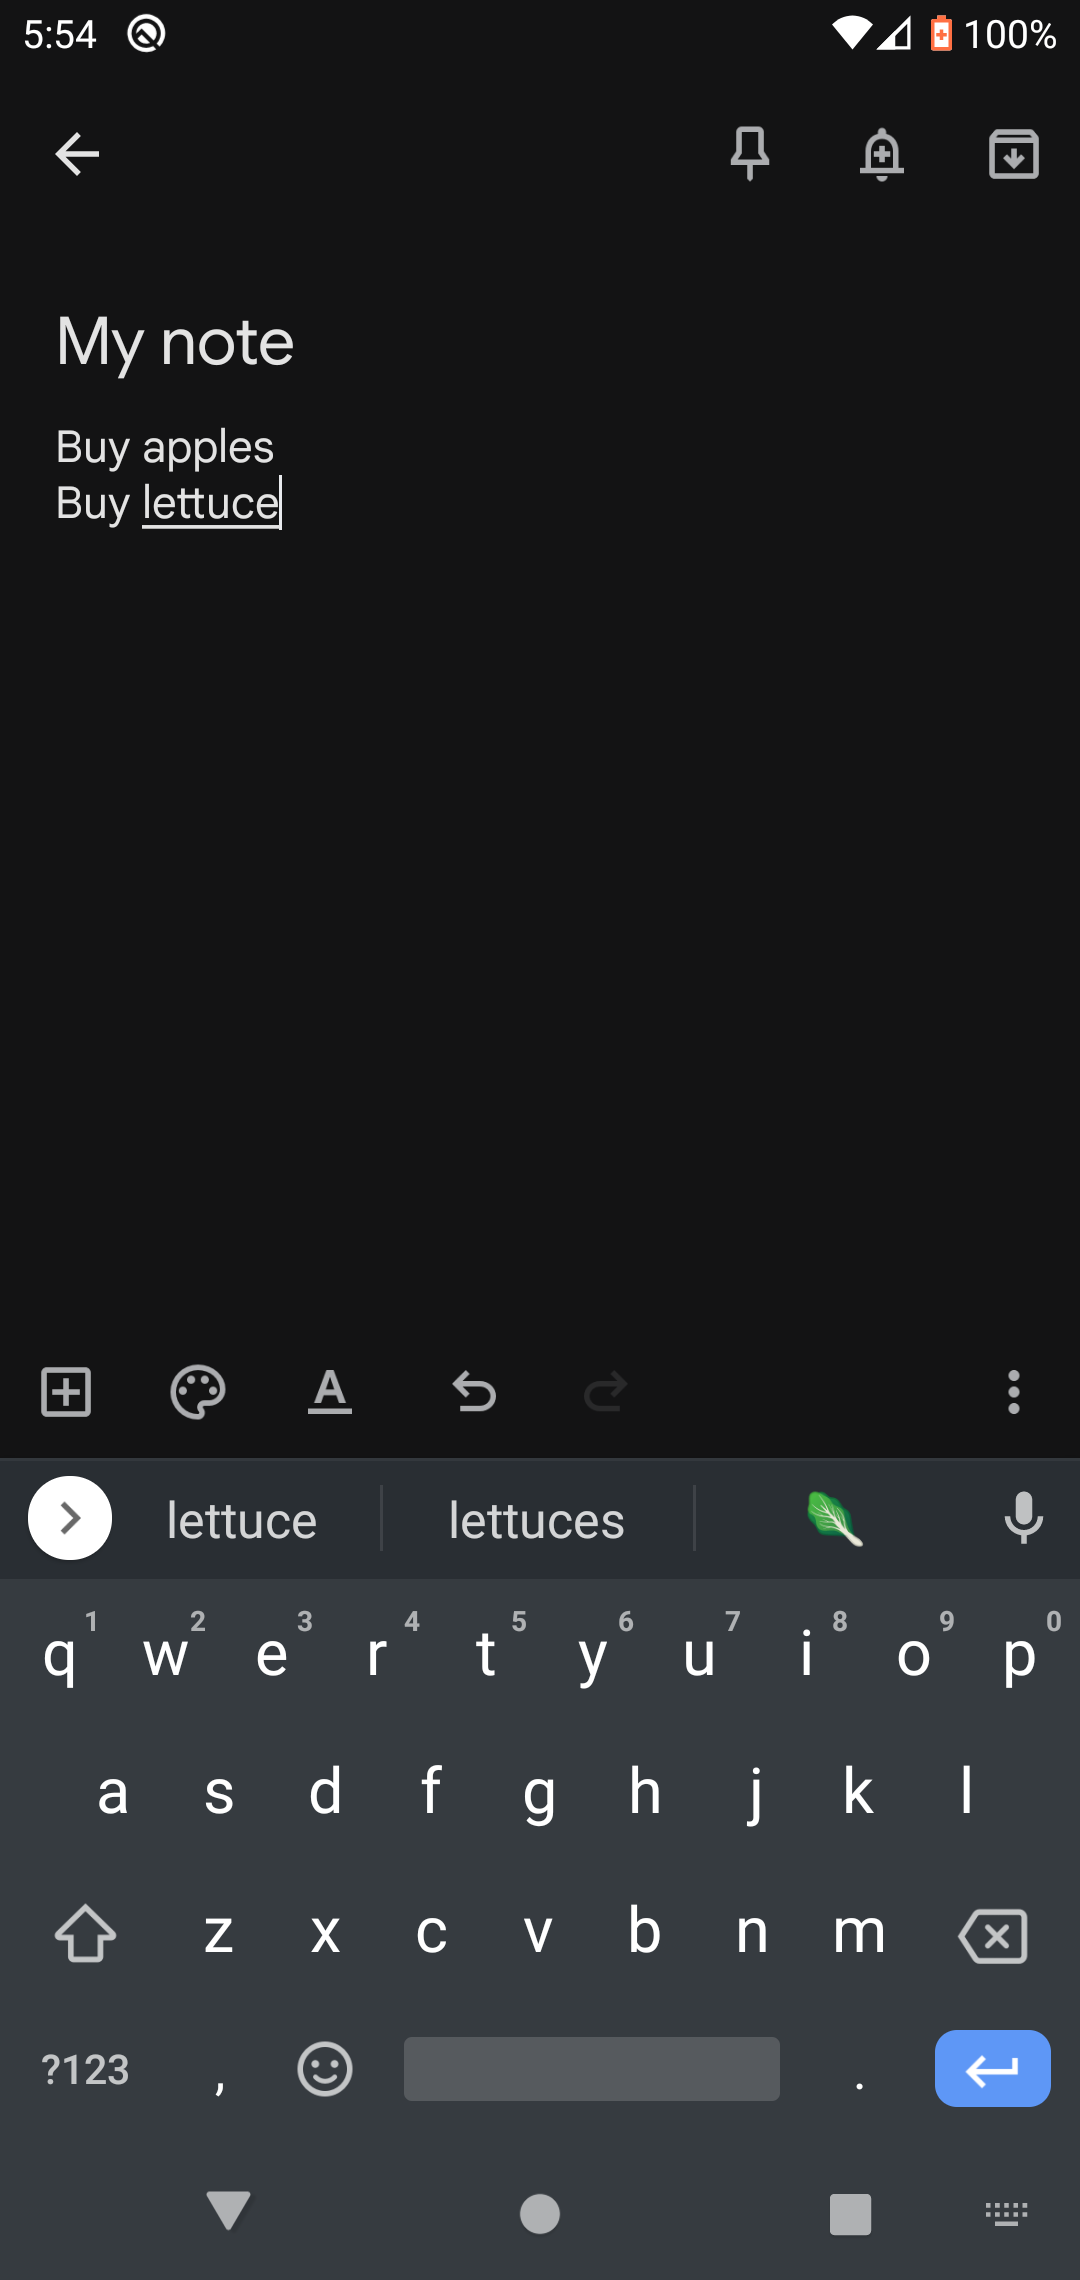 5:54
100%
My note
Buy apples
Buy lettuce
lettuce lettuces
q 1 w 2 e 3 r 4 t 5 y 6 u 7 i 8 o 9 p 0
a s d f g h j k l
z x c v b n m
?123 , .